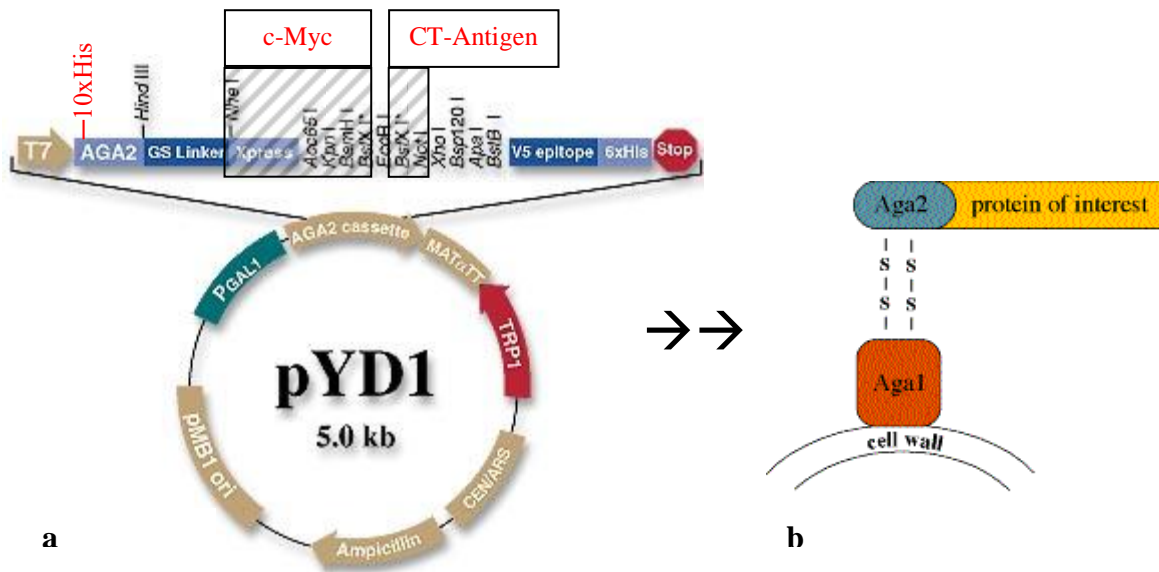 c-Myc
CT-Antigen
10xHis
Hind III
Nhe I
Acc65 I
Kpn I
BamH I
BstX I*
EcoR I
BstX I*
Not I
Xho I
Bsp120 I
Apa I
BstB I
T7
AGA2
GS Linker
Xpress
V5 epitope
6xHis
Stop
AGA2 cassette
MATαTT
PGAL1
TRP1
pYD1
5.0 kb
pMB1 ori
CEN/ARS
Ampicillin
a
→→
Aga2
protein of interest
S S
S S
Aga1
cell wall
b